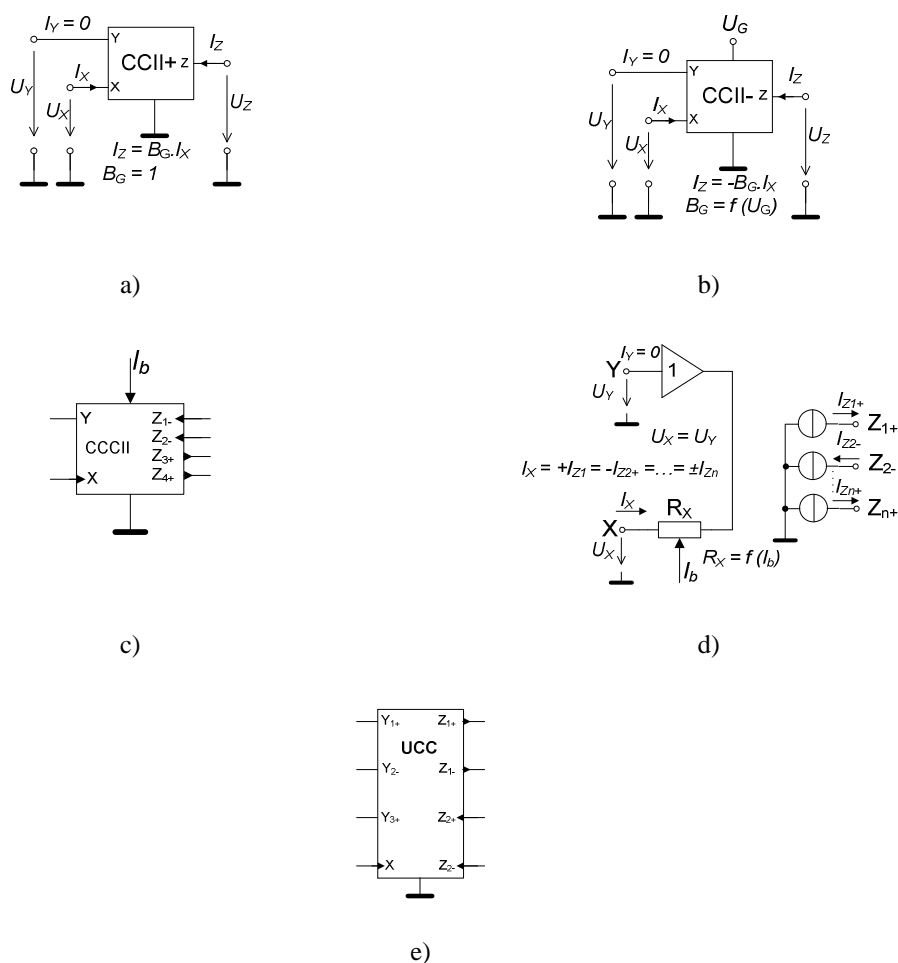 I_Y = 0
Y
CCII+
Z
I_Z
I_X
X
U_Y
U_X
U_Z
I_Z = B_G.I_X
B_G = 1
a)
U_G
I_Y = 0
Y
CCII-
Z
I_Z
I_X
X
U_Y
U_X
U_Z
I_Z = -B_G.I_X
B_G = f (U_G)
b)
I_b
Y
CCCII
X
Z_1-
Z_2-
Z_3+
Z_4+
c)
I_Y = 0
Y
1
U_Y
U_X = U_Y
I_X = +I_Z1 = -I_Z2+ =…= ±I_Zn
I_X
R_X
X
U_X
I_b
R_X = f (I_b)
I_Z1+
Z_1+
I_Z2-
Z_2-
I_Zn+
Z_n+
d)
Y_1+
Z_1+
UCC
Y_2-
Z_1-
Y_3+
Z_2+
X
Z_2-
e)